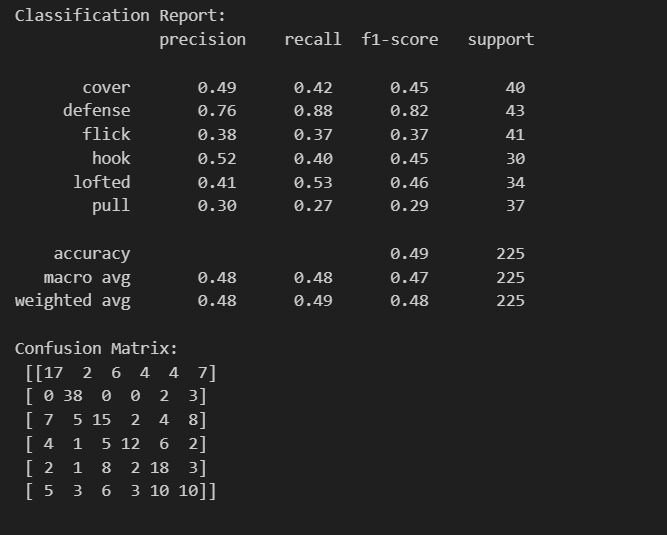 Classification Report:
precision recall f1-score support
cover 0.49 0.42 0.45 40
defense 0.76 0.88 0.82 43
flick 0.38 0.37 0.37 41
hook 0.52 0.40 0.45 30
lofted 0.41 0.53 0.46 34
pull 0.30 0.27 0.29 37
accuracy 0.49 225
macro avg 0.48 0.48 0.47 225
weighted avg 0.48 0.49 0.48 225
Confusion Matrix:
[[17 2 6 4 4 7]
[ 0 38 0 0 2 3]
[ 7 5 15 2 4 8]
[ 4 1 5 12 6 2]
[ 2 1 8 2 18 3]
[ 5 3 6 3 10 10]]